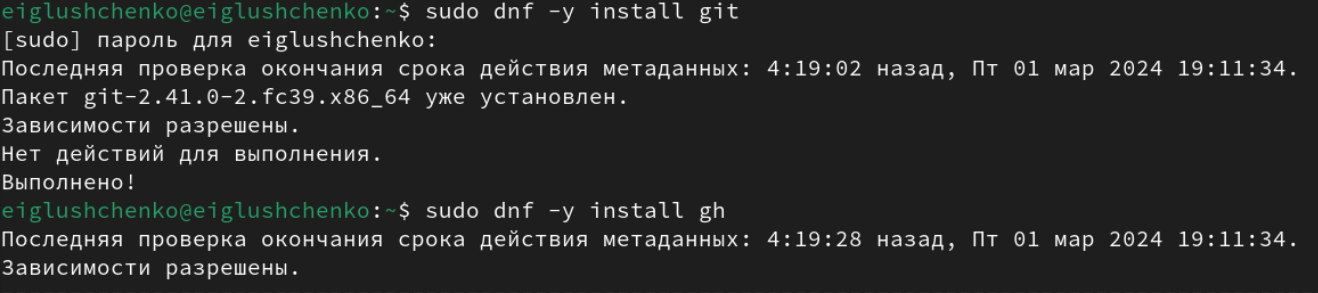 eiglushchenko@eiglushchenko:~$ sudo dnf -y install git
[sudo] пароль для eiglushchenko:
Последняя проверка окончания срока действия метаданных: 4:19:02 назад, Пт 01 мар 2024 19:11:34.
Пакет git-2.41.0-2.fc39.x86_64 уже установлен.
Зависимости разрешены.
Нет действий для выполнения.
Выполнено!
eiglushchenko@eiglushchenko:~$ sudo dnf -y install gh
Последняя проверка окончания срока действия метаданных: 4:19:28 назад, Пт 01 мар 2024 19:11:34.
Зависимости разрешены.